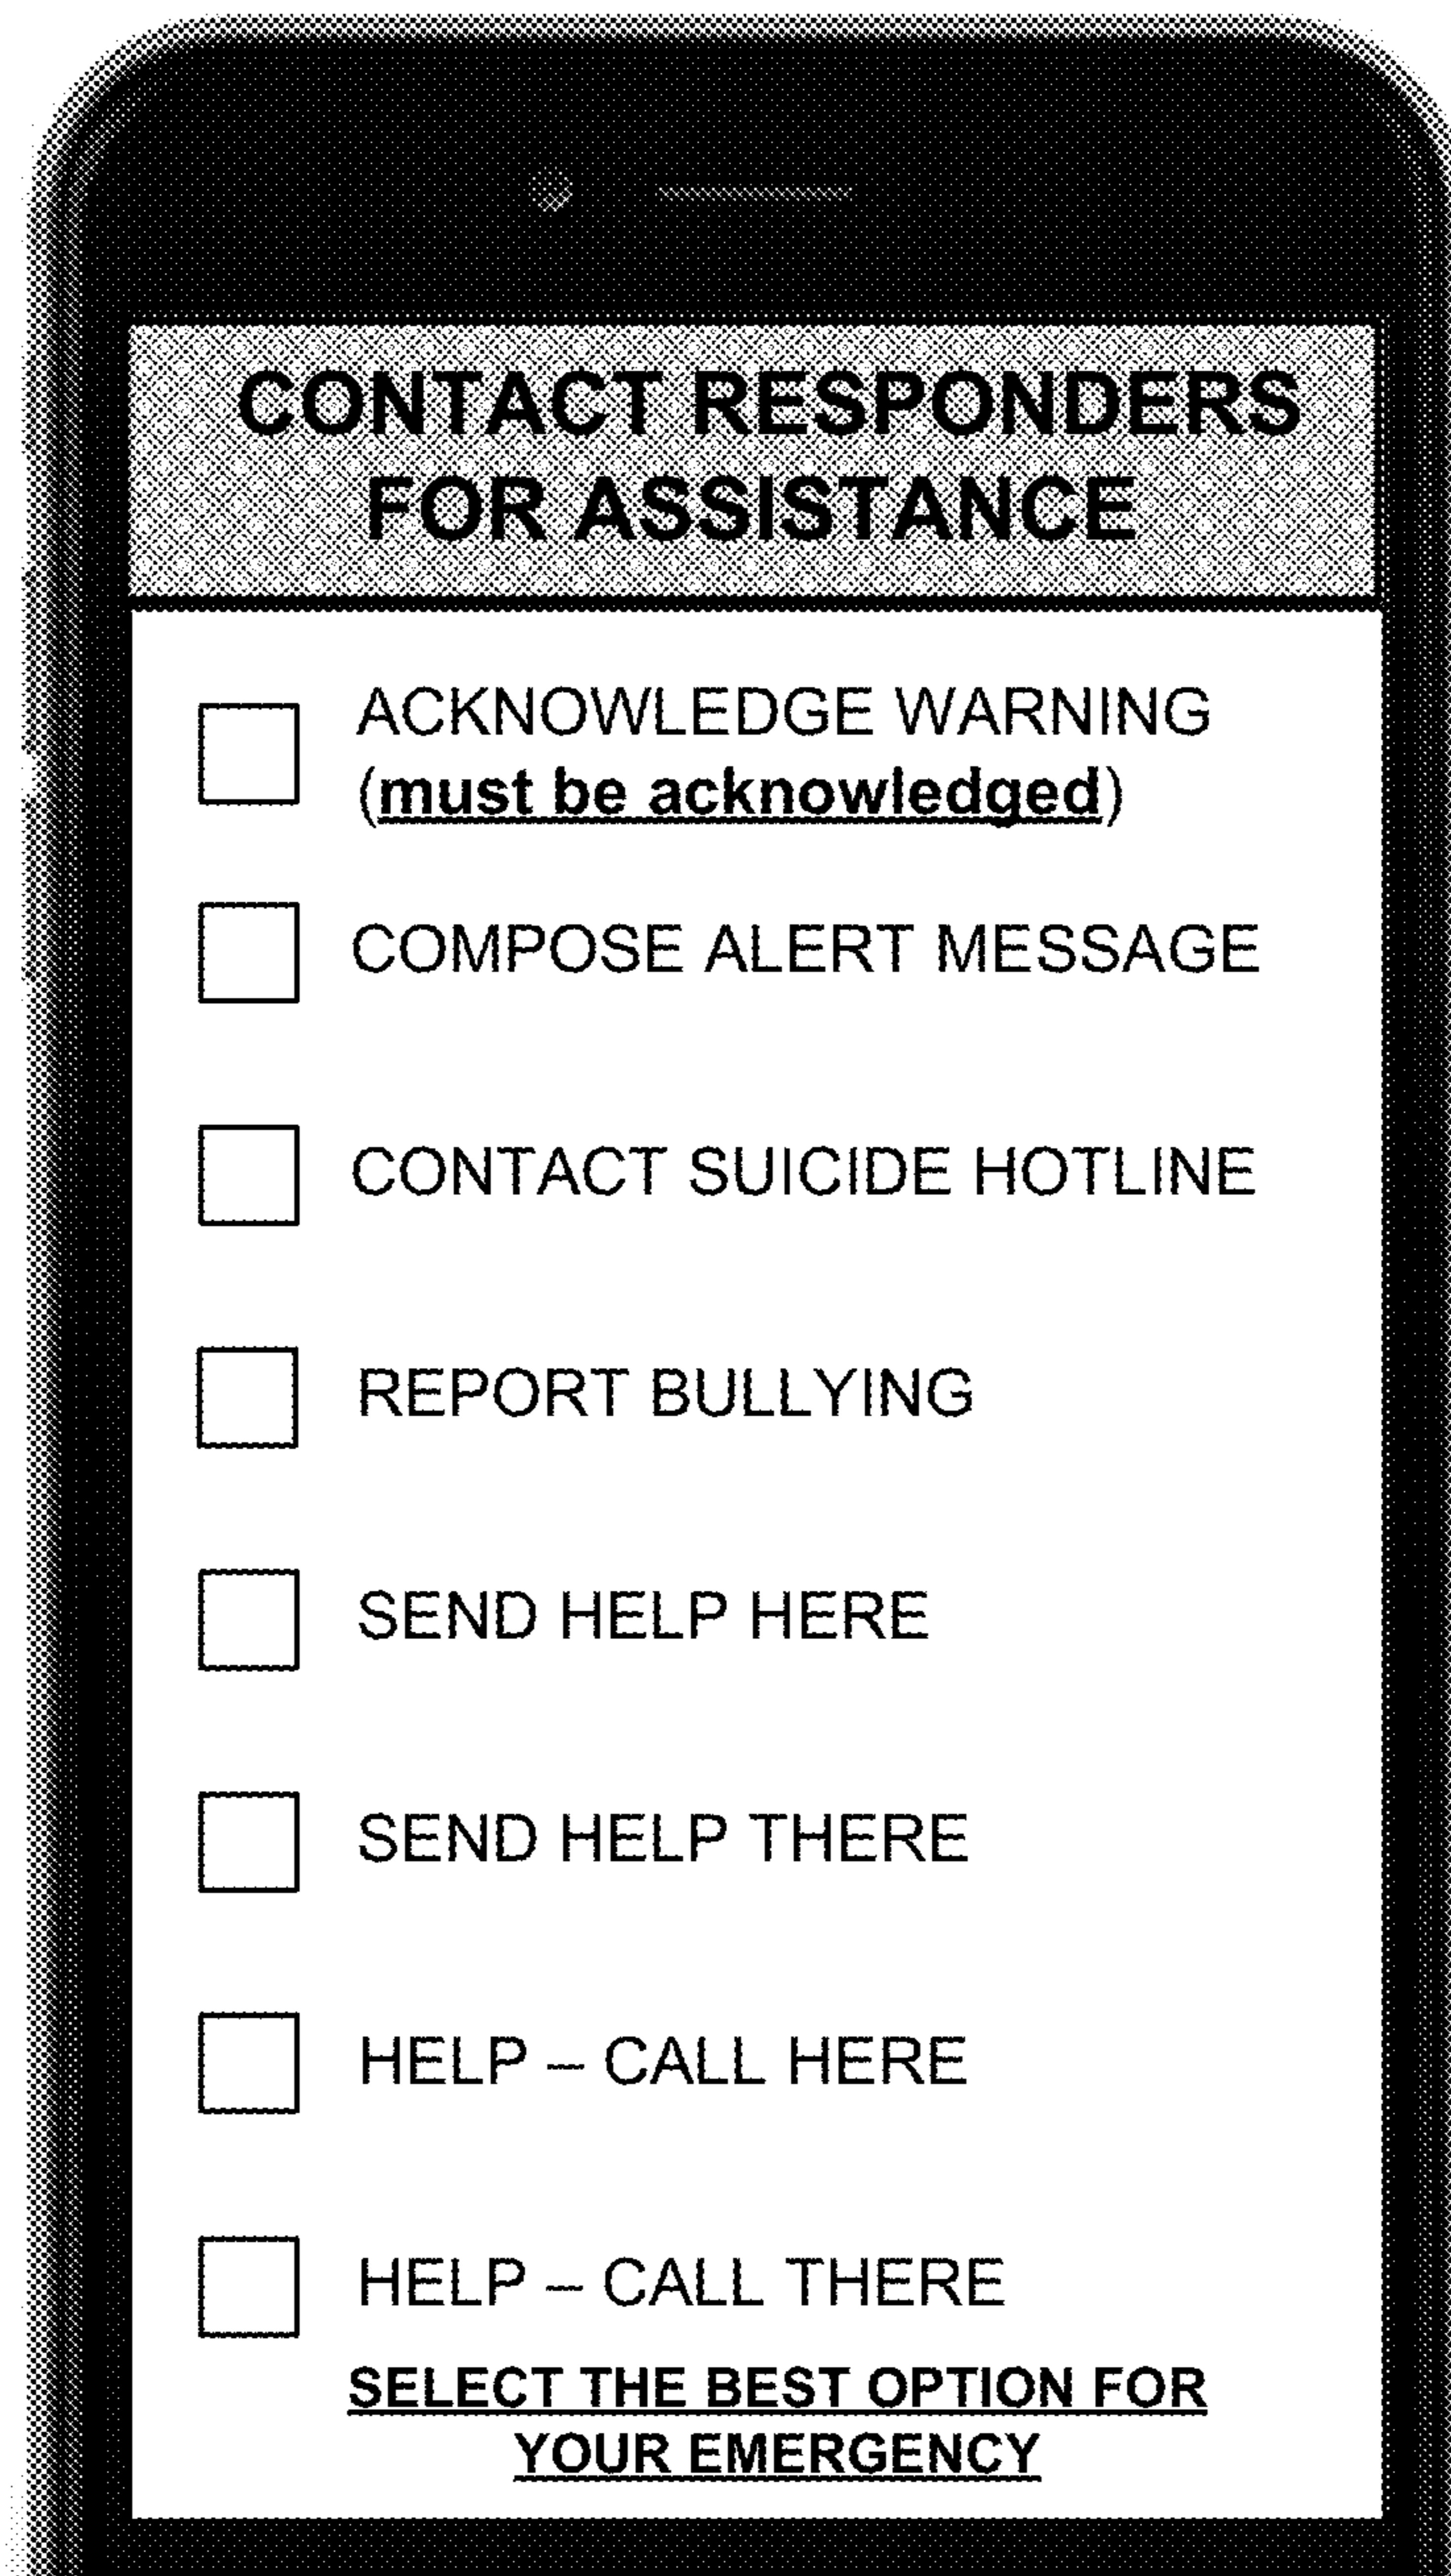 CONTACT RESPONDERS
FOR ASSISTANCE
ACKNOWLEDGE WARNING
(must be acknowledged)
COMPOSE ALERT MESSAGE
CONTACT SUICIDE HOTLINE
REPORT BULLYING
SEND HELP HERE
SEND HELP THERE
HELP – CALL HERE
HELP – CALL THERE
SELECT THE BEST OPTION FOR
YOUR EMERGENCY